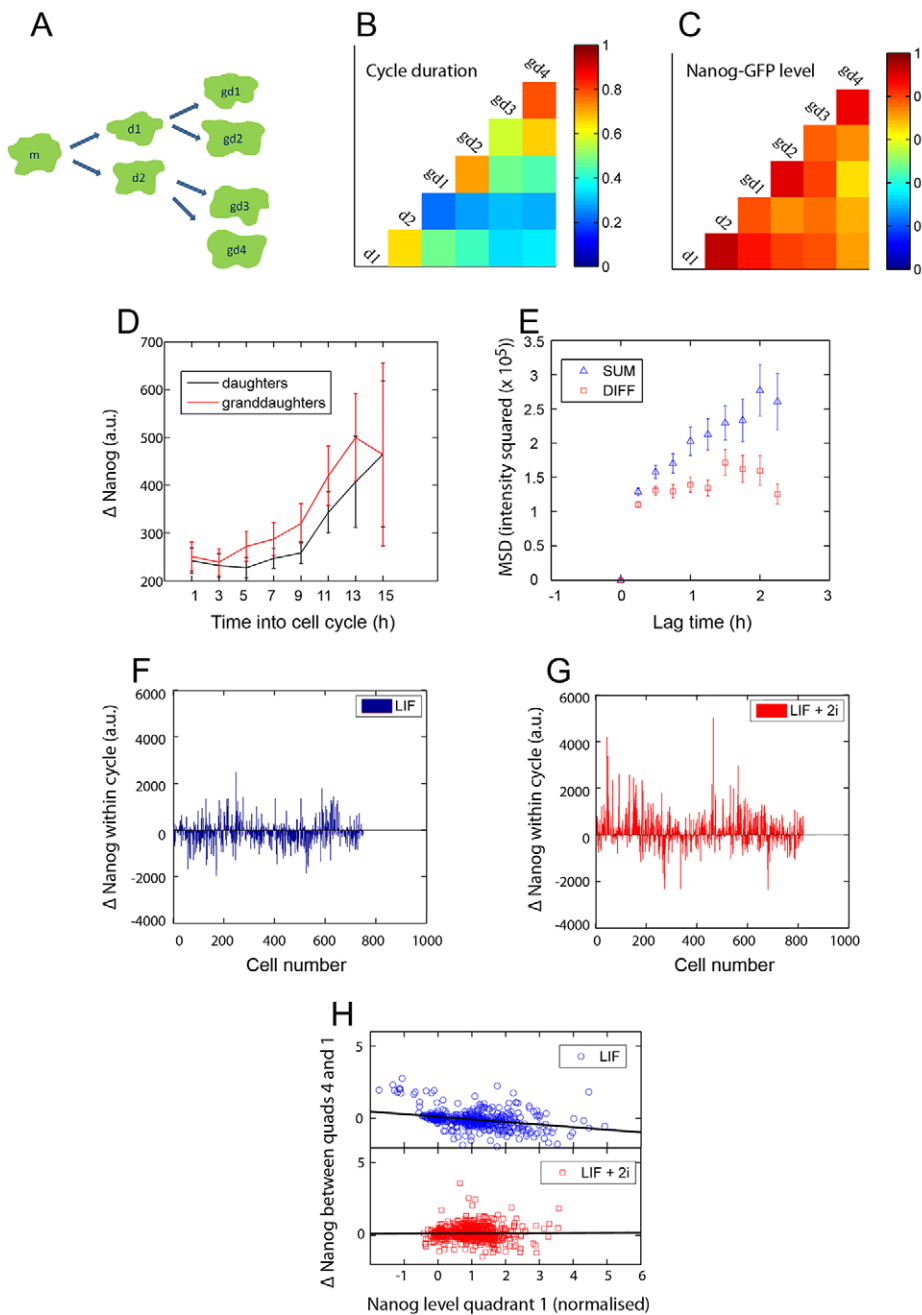 A
m
d1
d2
gd1
gd2
gd3
gd4
B
Cycle duration
d1
d2
gd1
gd2
gd3
gd4
1
0.8
0.6
0.4
0.2
0
C
Nanog-GFP level
d1
d2
gd1
gd2
gd3
gd4
1
0
0
0
0
0
D
Δ Nanog (a.u.)
700
600
500
400
300
200
daughters
granddaughters
1 3 5 7 9 11 13 15
Time into cell cycle (h)
E
MSD (intensity squared (x 10⁵))
3.5
3
2.5
2
1.5
1
0.5
0
SUM
DIFF
-1 0 1 2 3
Lag time (h)
F
Δ Nanog within cycle (a.u.)
6000
4000
2000
0
-2000
-4000
LIF
0 200 400 600 800 1000
Cell number
G
Δ Nanog within cycle (a.u.)
6000
4000
2000
0
-2000
-4000
LIF + 2i
0 200 400 600 800 1000
Cell number
H
Δ Nanog between quads 4 and 1
5
0
LIF
5
0
LIF + 2i
-1 0 1 2 3 4 5 6
Nanog level quadrant 1 (normalised)